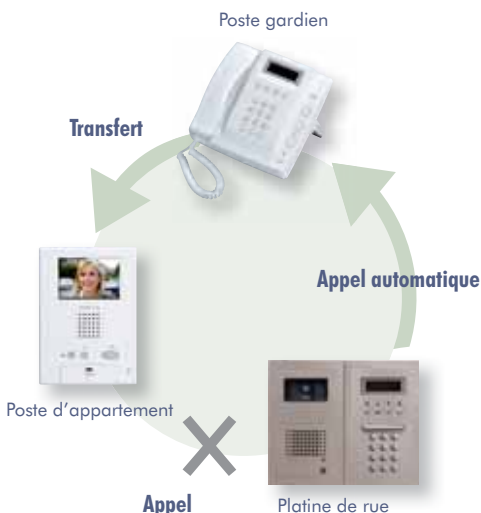 Poste gardien
Transfert
Appel automatique
Poste d'appartement
Appel
Platine de rue